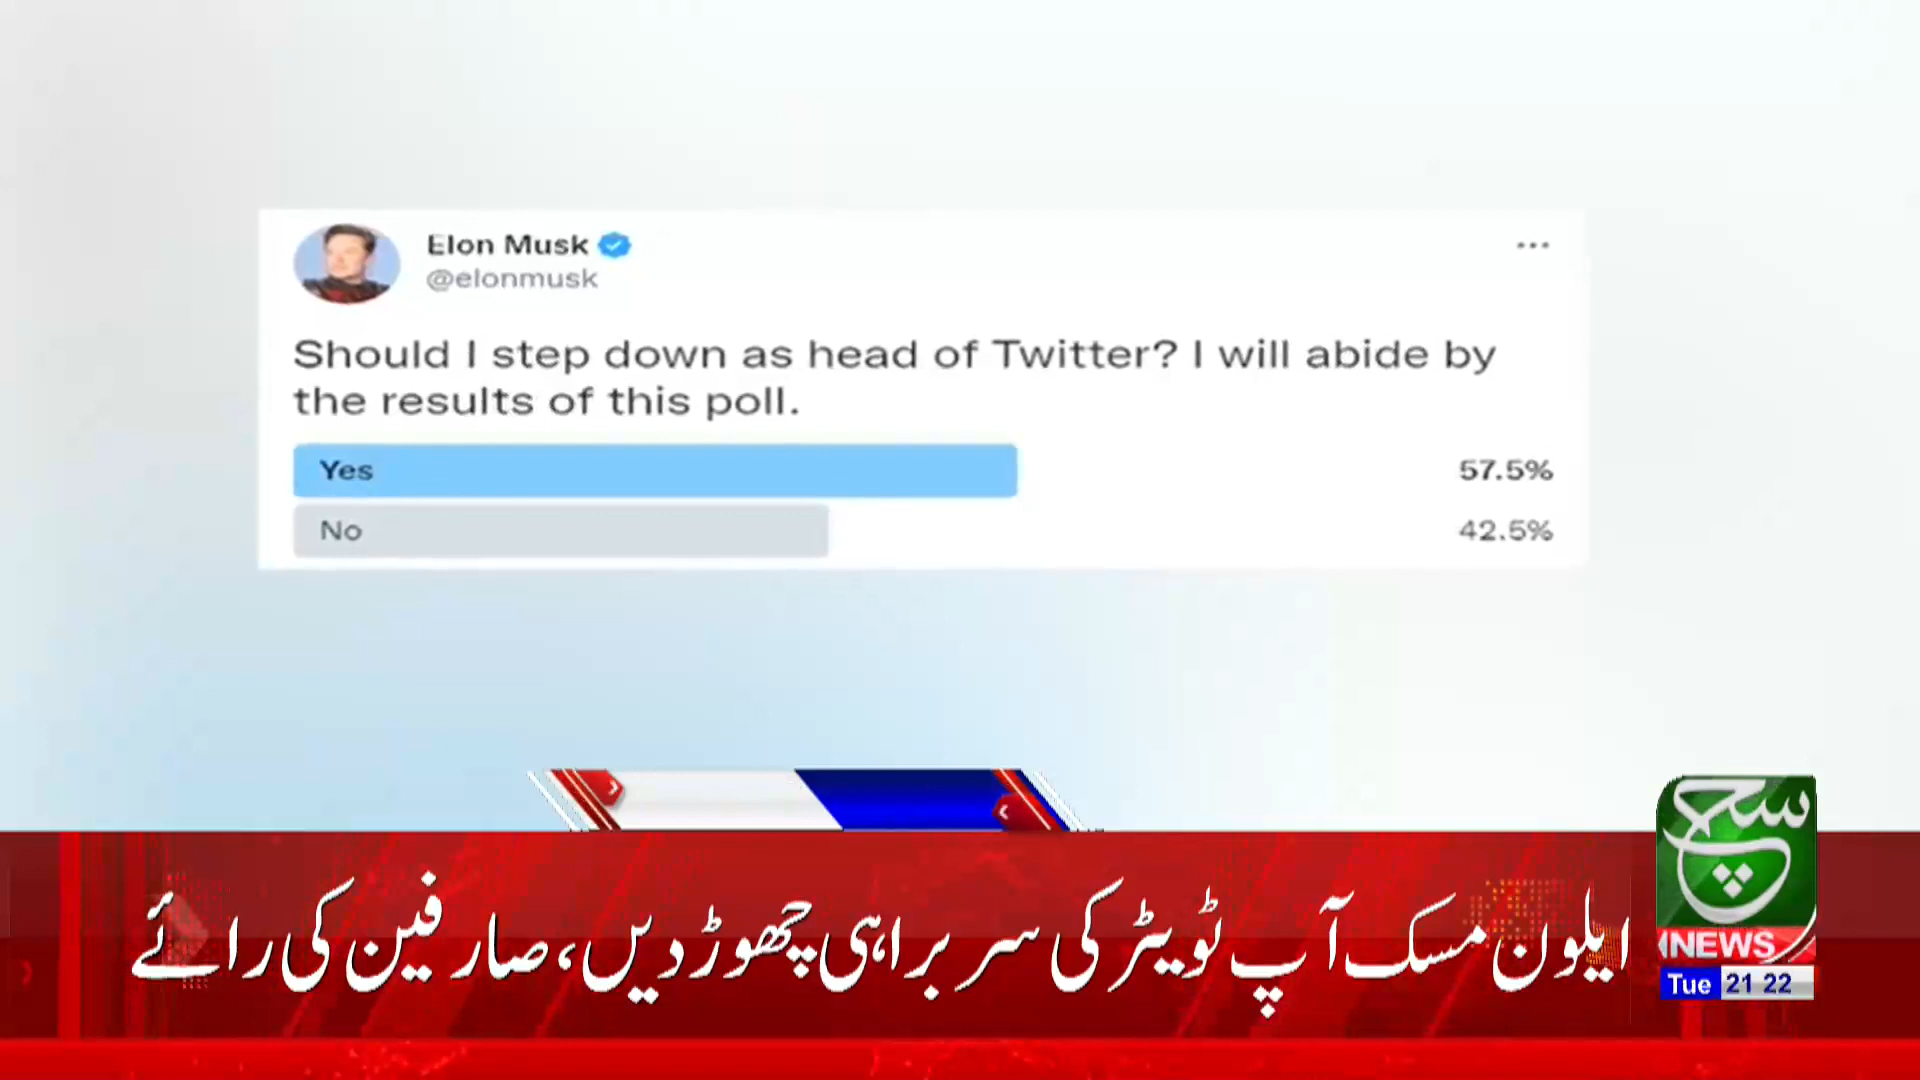 Elon Musk
@elonmusk
Should I step down as head of Twitter? I will abide by
the results of this poll.
Yes 57.5%
No 42.5%
ایلون مسک آپ ٹویٹر کی سربراہی چھوڑ دیں، صارفین کی رائے
سچ
NEWS
Tue 21 22